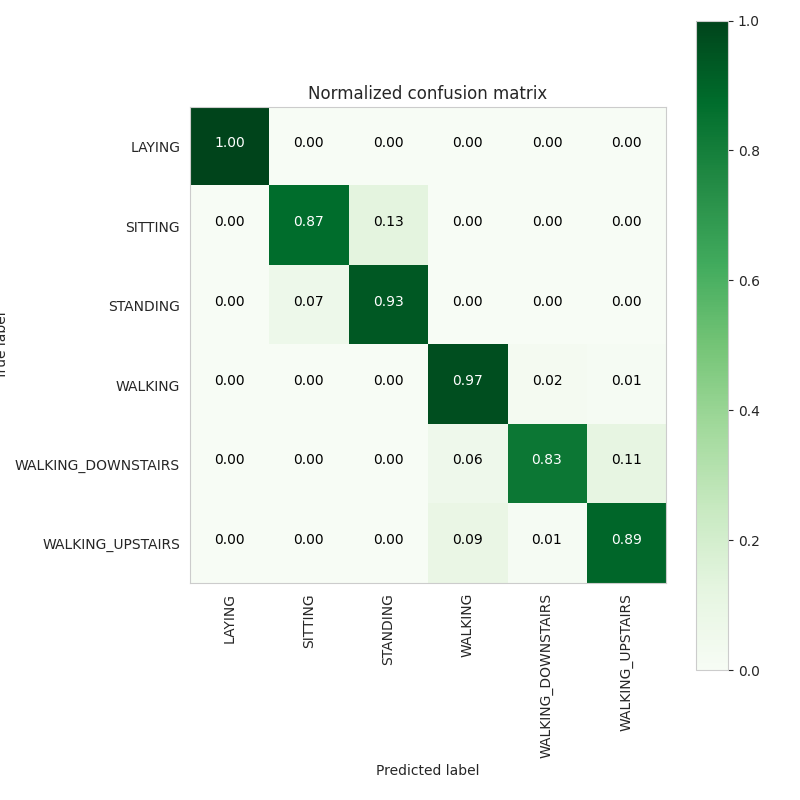 Normalized confusion matrix
LAYING 1.00 0.00 0.00 0.00 0.00 0.00
SITTING 0.00 0.87 0.13 0.00 0.00 0.00
STANDING 0.00 0.07 0.93 0.00 0.00 0.00
WALKING 0.00 0.00 0.00 0.97 0.02 0.01
WALKING_DOWNSTAIRS 0.00 0.00 0.00 0.06 0.83 0.11
WALKING_UPSTAIRS 0.00 0.00 0.00 0.09 0.01 0.89
LAYING
SITTING
STANDING
WALKING
WALKING_DOWNSTAIRS
WALKING_UPSTAIRS
Predicted label
True label
1.0
0.8
0.6
0.4
0.2
0.0